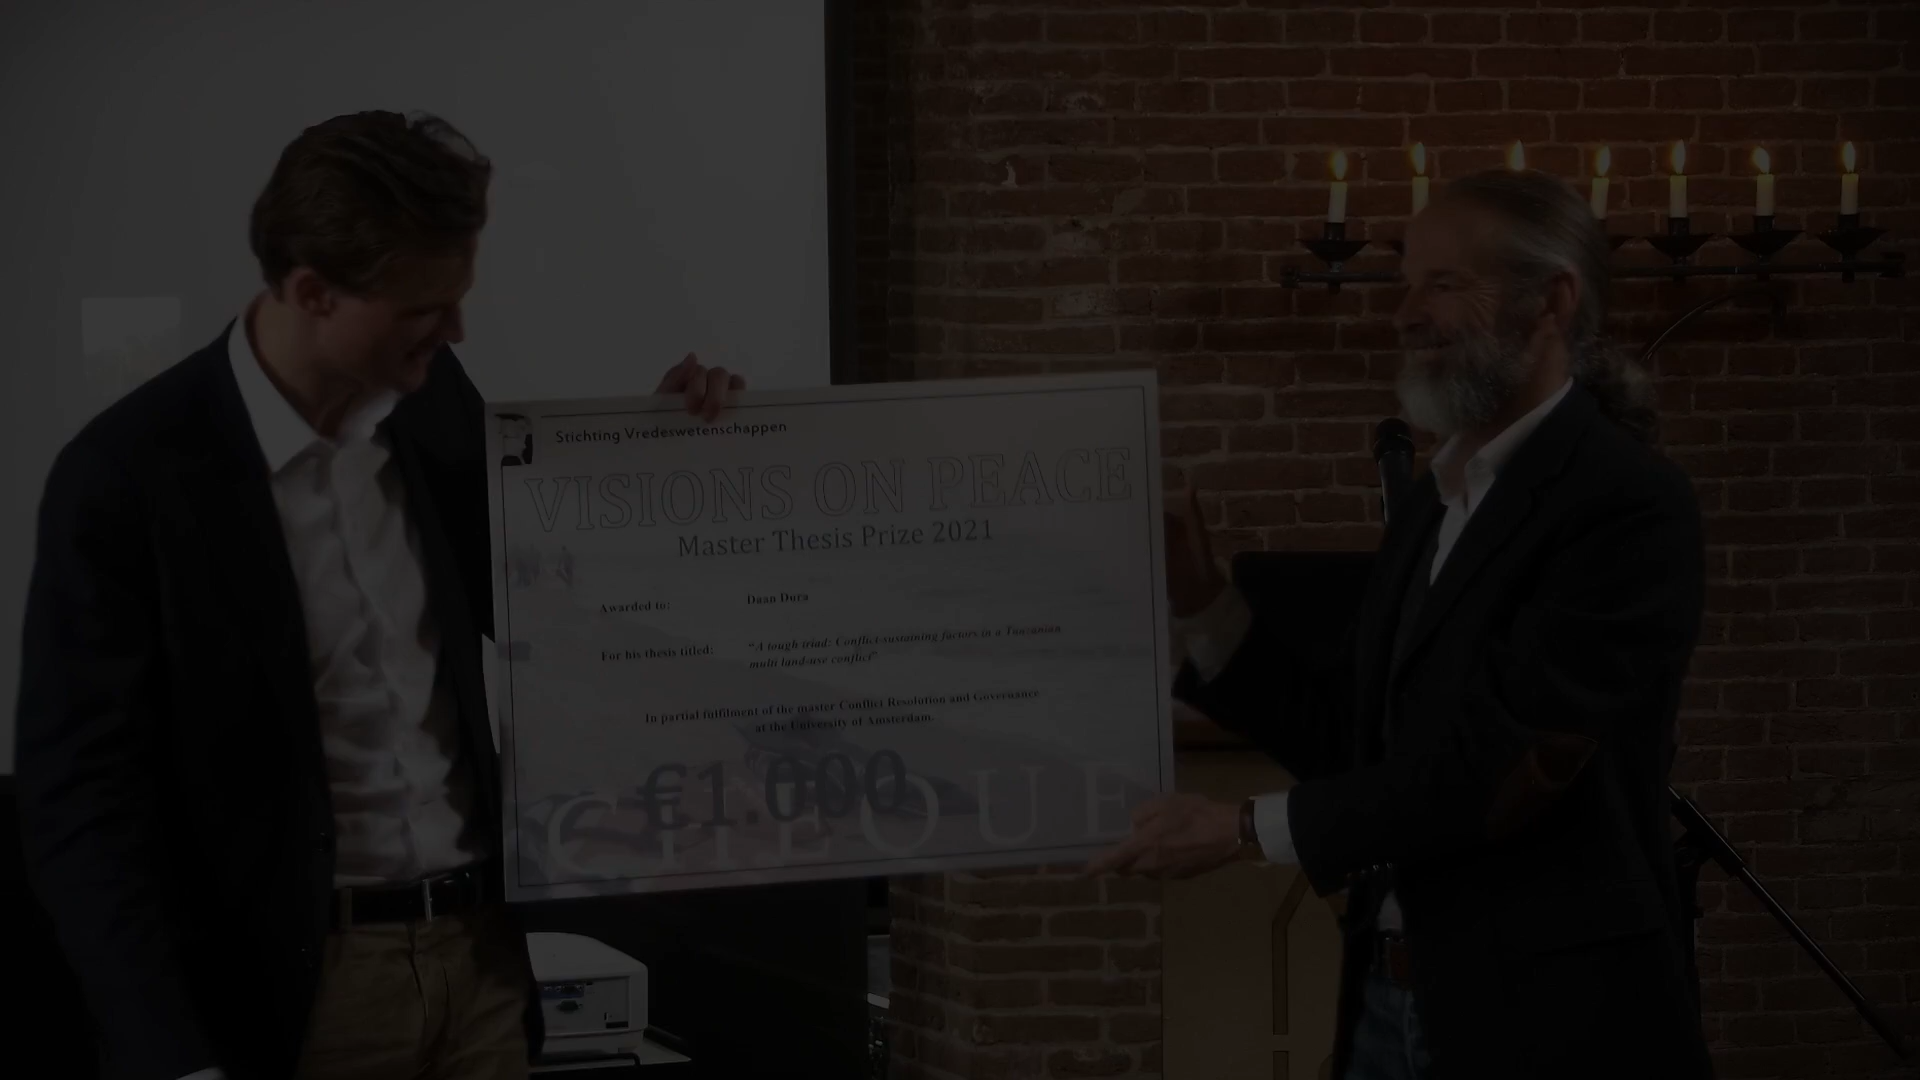 Stichting Vredeswetenschappen
VISIONS ON PEACE
Master Thesis Prize 2021
Awarded to: Daan Dora
For his thesis titled: "A tough triad: Conflict-sustaining factors in a Tanzanian
multi land-use conflict"
In partial fulfilment of the master Conflict Resolution and Governance
at the University of Amsterdam.
€1.000
CHEQUE